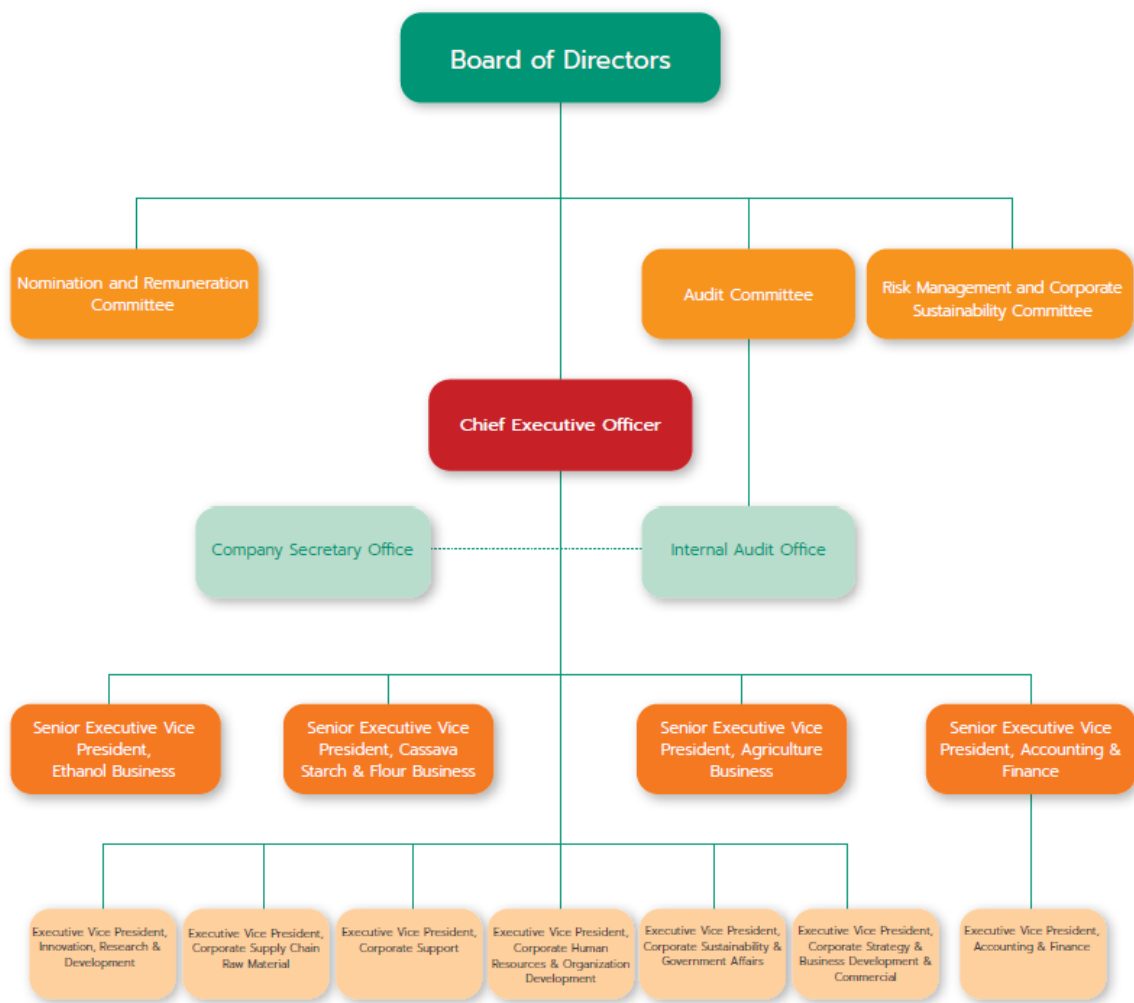 Board of Directors
Nomination and Remuneration
Committee
Audit Committee
Risk Management and Corporate
Sustainability Committee
Chief Executive Officer
Company Secretary Office
Internal Audit Office
Senior Executive Vice
President,
Ethanol Business
Senior Executive Vice
President, Cassava
Starch & Flour Business
Senior Executive Vice
President, Agriculture
Business
Senior Executive Vice
President, Accounting &
Finance
Executive Vice President,
Innovation, Research &
Development
Executive Vice President,
Corporate Supply Chain
Raw Material
Executive Vice President,
Corporate Support
Executive Vice President,
Corporate Human
Resources & Organization
Development
Executive Vice President,
Corporate Sustainability &
Government Affairs
Executive Vice President,
Corporate Strategy &
Business Development &
Commercial
Executive Vice President,
Accounting & Finance